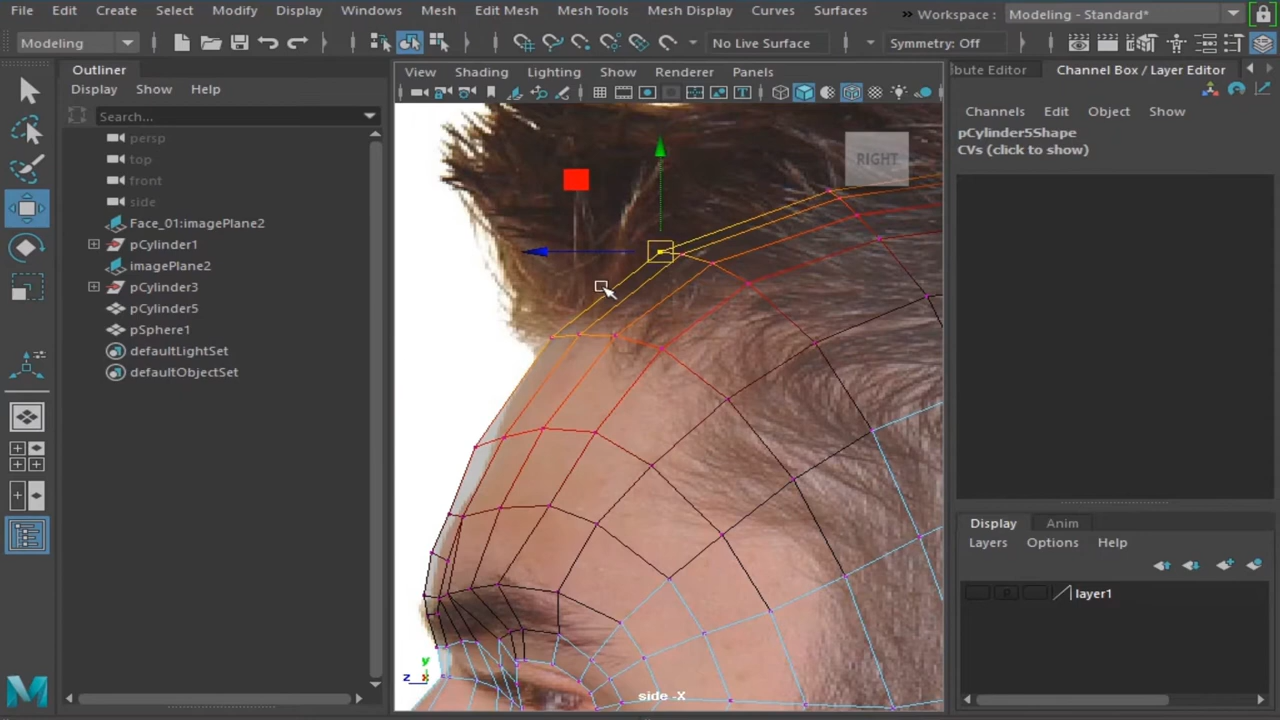 File Edit Create Select Modify Display Windows Mesh Edit Mesh Mesh Tools Mesh Display Curves Surfaces » Workspace : Modeling - Standard*
Modeling No Live Surface Symmetry: Off
Outliner
Display Show Help
Search...
persp
top
front
side
Face_01:imagePlane2
pCylinder1
imagePlane2
pCylinder3
pCylinder5
pSphere1
defaultLightSet
defaultObjectSet
View Shading Lighting Show Renderer Panels
RIGHT
y
z x
side -X
bute Editor Channel Box / Layer Editor
Channels Edit Object Show
pCylinder5Shape
CVs (click to show)
Display Anim
Layers Options Help
layer1